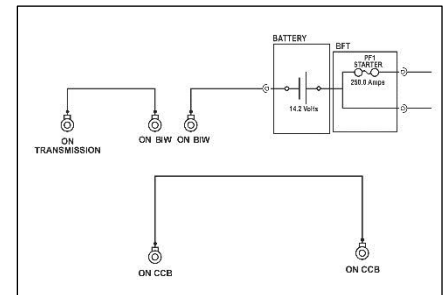 BATTERY
BFT
PF1
STARTER
250.0 Amps
14.2 Volts
ON
TRANSMISSION
ON BIW
ON BIW
ON CCB
ON CCB